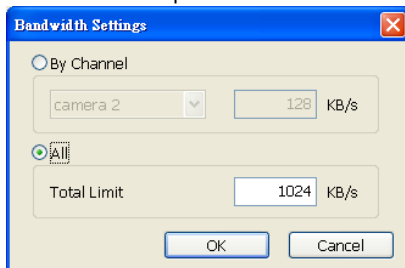 Bandwidth Settings
By Channel
camera 2 128 KB/s
All
Total Limit 1024 KB/s
OK Cancel